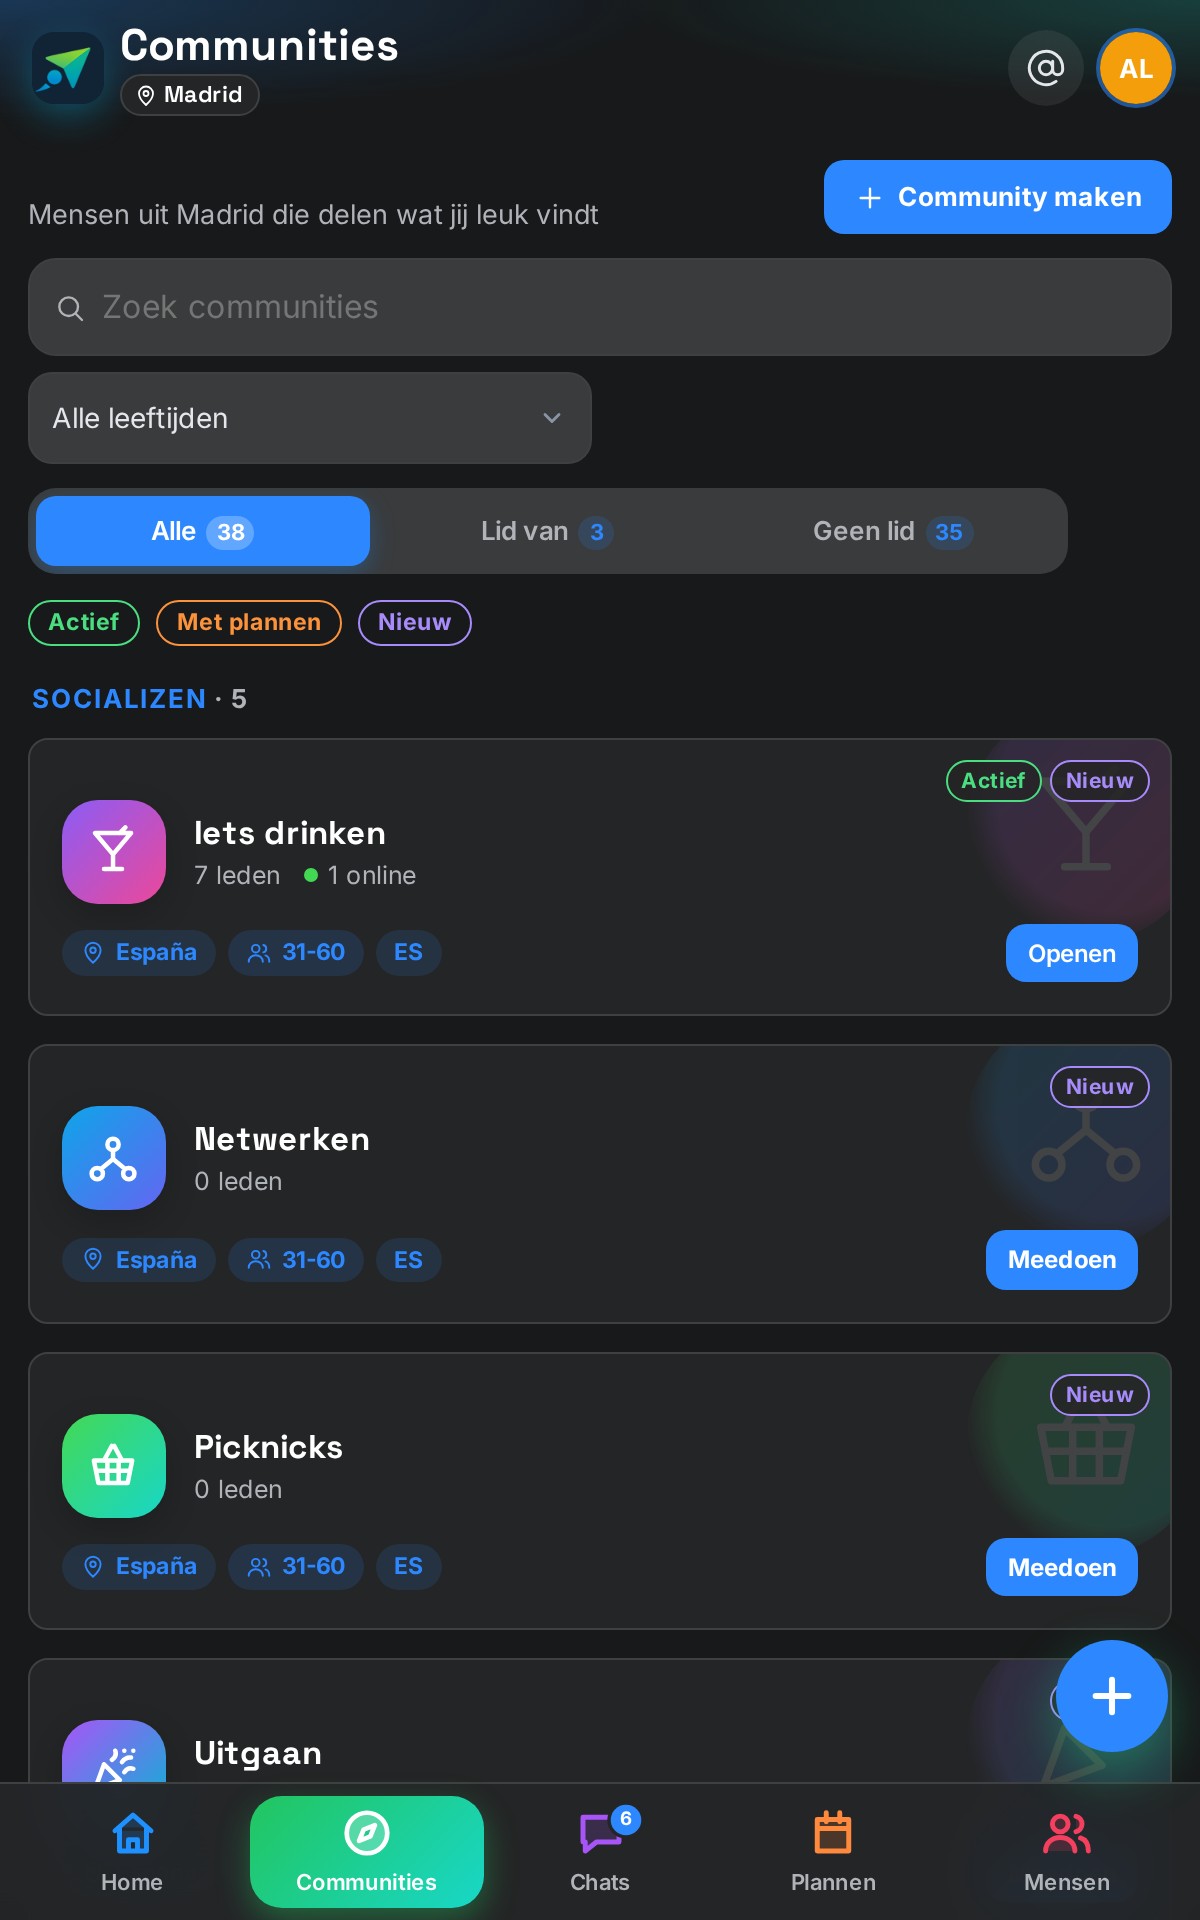 Communities
Madrid
AL
Mensen uit Madrid die delen wat jij leuk vindt
Community maken
Zoek communities
Alle leeftijden
Alle 38
Lid van 3
Geen lid 35
Actief
Met plannen
Nieuw
SOCIALIZEN · 5
Actief
Nieuw
Iets drinken
7 leden
1 online
España
31-60
ES
Openen
Nieuw
Netwerken
0 leden
España
31-60
ES
Meedoen
Nieuw
Picknicks
0 leden
España
31-60
ES
Meedoen
Uitgaan
Home
Communities
6
Chats
Plannen
Mensen